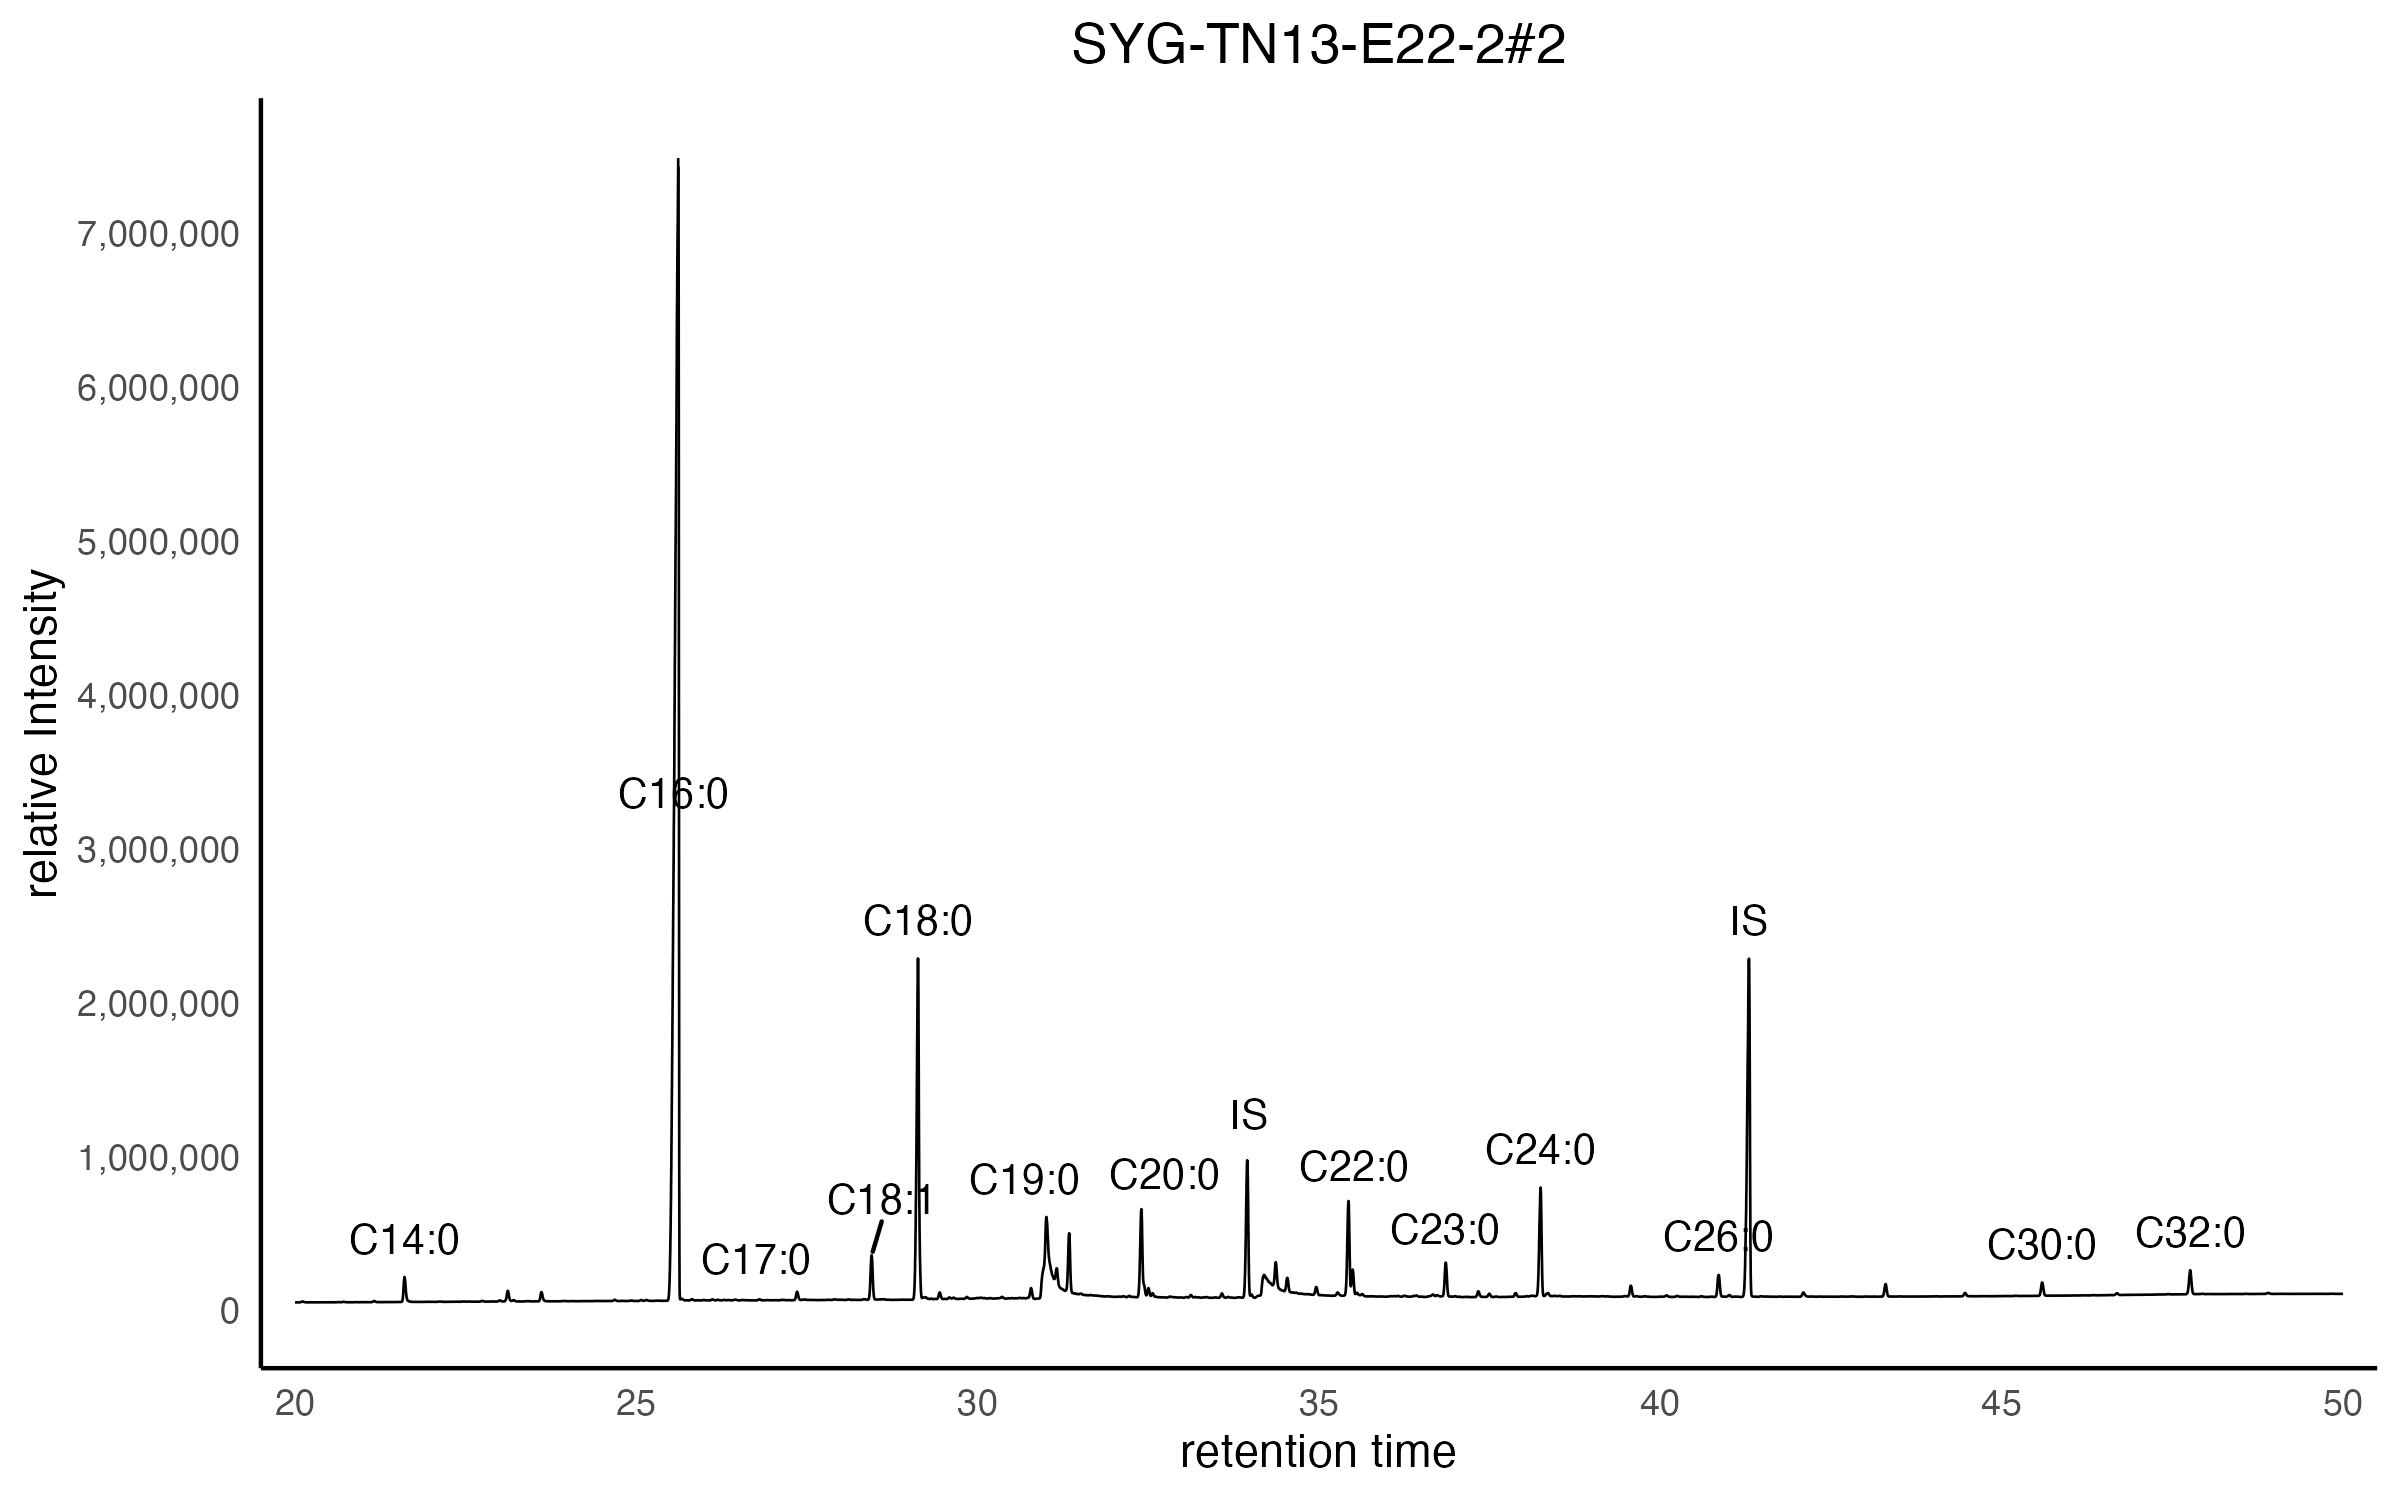 SYG-TN13-E22-2#2
relative Intensity
7,000,000
6,000,000
5,000,000
4,000,000
3,000,000
2,000,000
1,000,000
0
C14:0
C16:0
C17:0
C18:1
C18:0
C19:0
C20:0
IS
C22:0
C23:0
C24:0
C26:0
IS
C30:0
C32:0
20 25 30 35 40 45 50
retention time